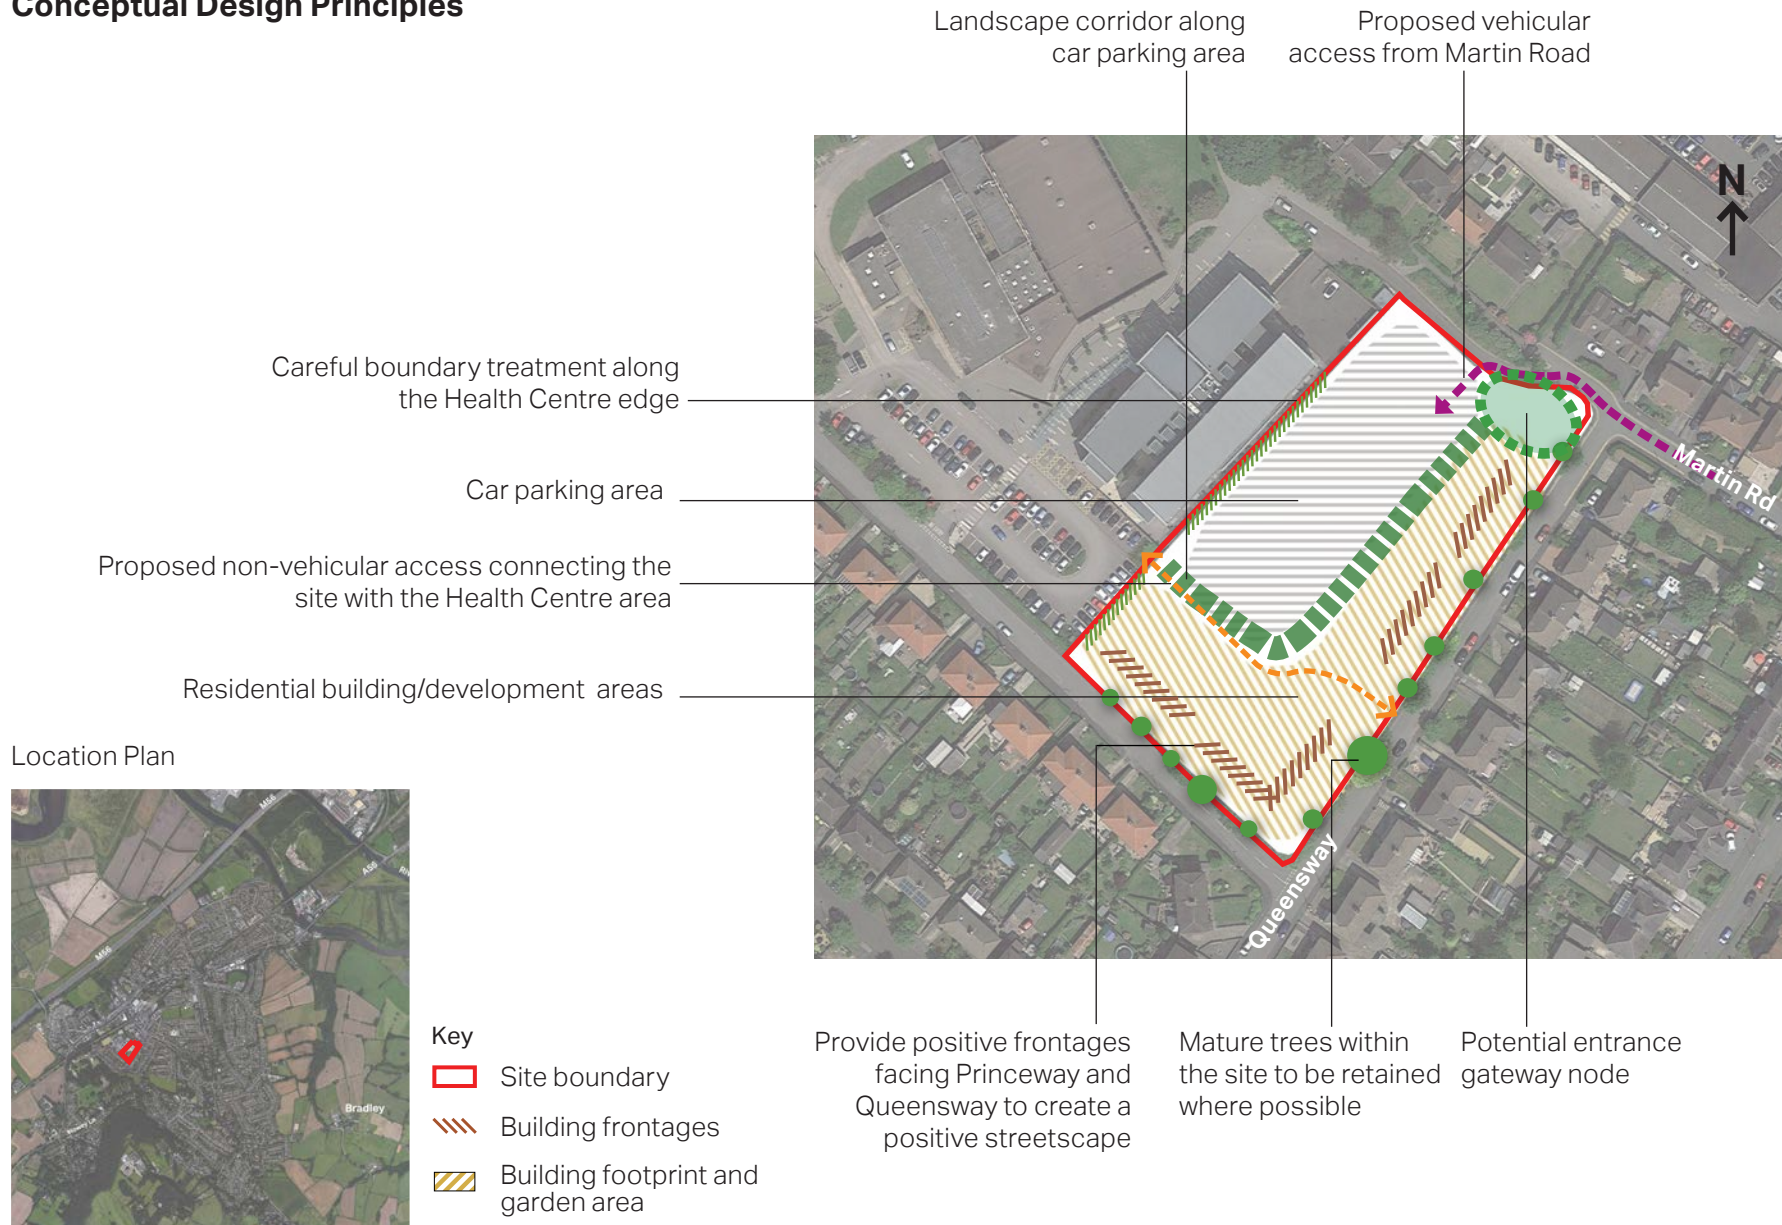 Conceptual Design Principles
Landscape corridor along
car parking area
Proposed vehicular
access from Martin Road
N
Careful boundary treatment along
the Health Centre edge
Car parking area
Proposed non-vehicular access connecting the
site with the Health Centre area
Residential building/development areas
Martin Rd
Queensway
Location Plan
M56
A56
M56
Bradley
Key
Site boundary
Building frontages
Building footprint and
garden area
Provide positive frontages
facing Princeway and
Queensway to create a
positive streetscape
Mature trees within
the site to be retained
where possible
Potential entrance
gateway node